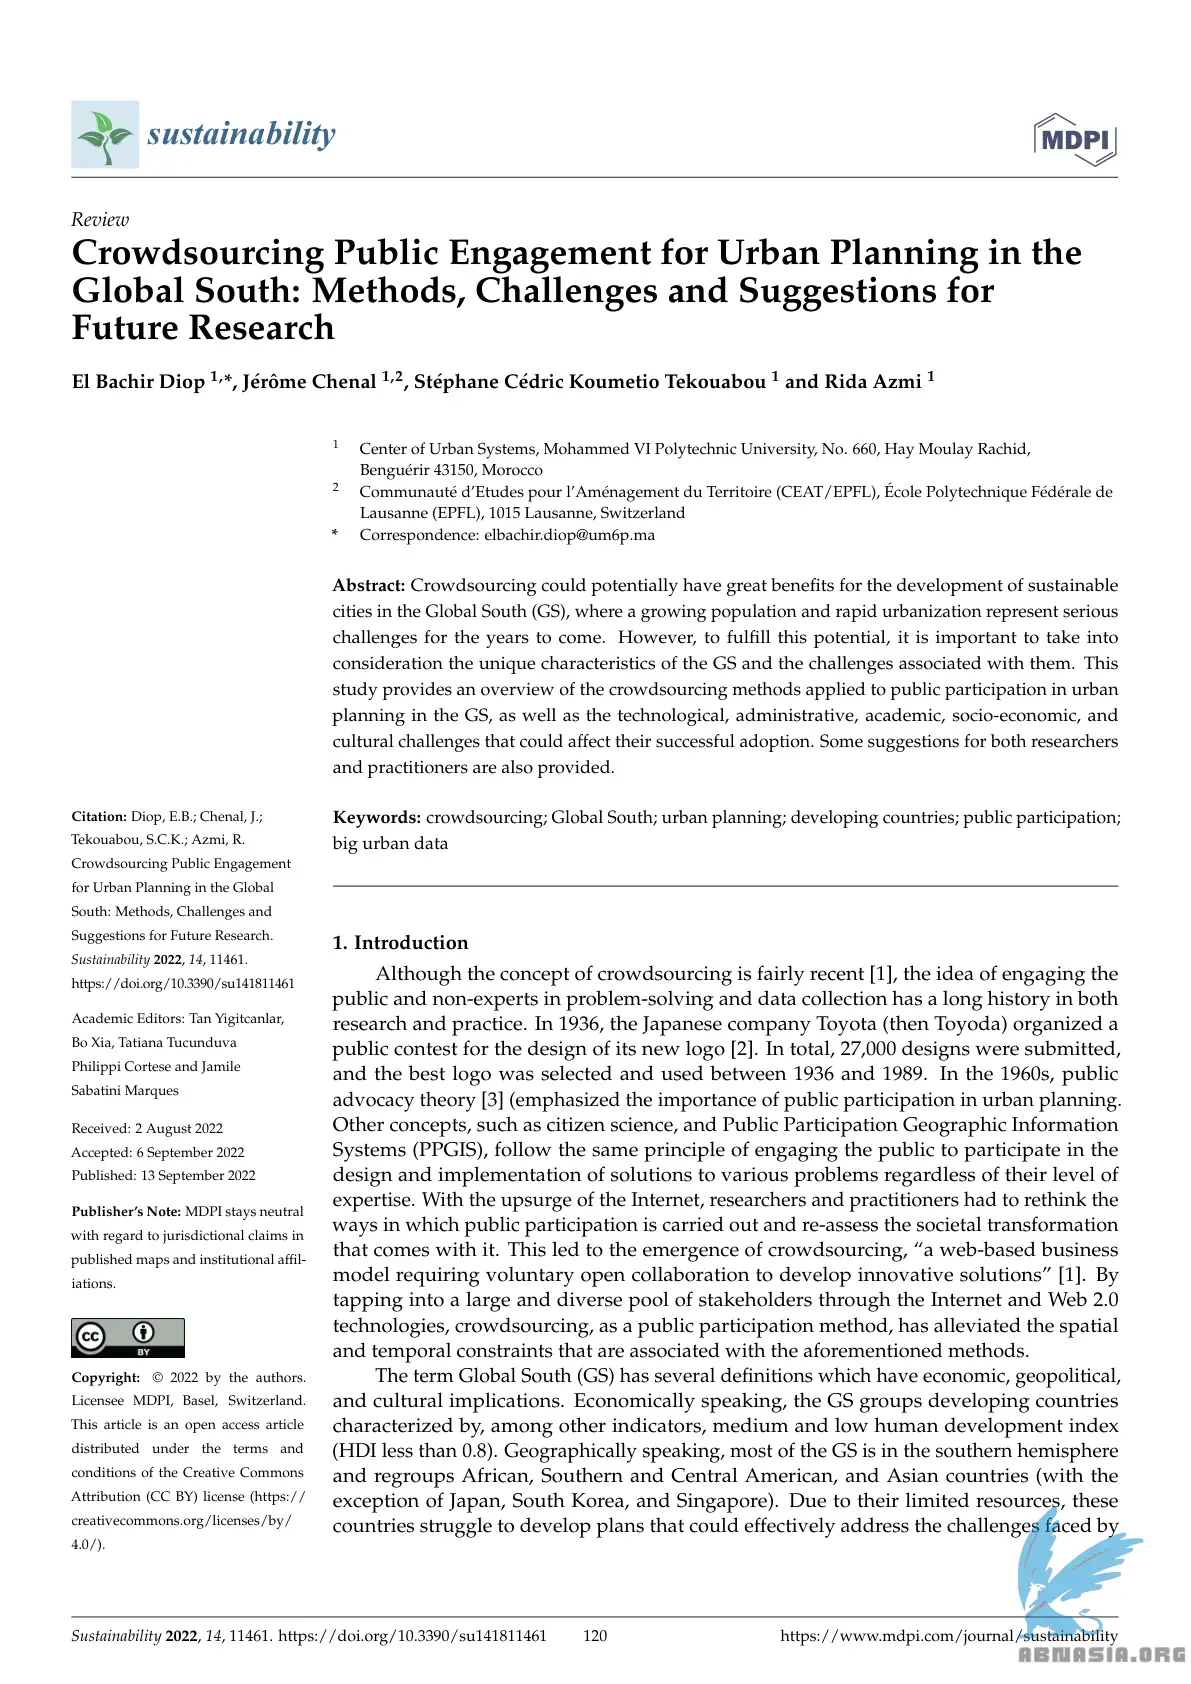 sustainability
MDPI
Review
Crowdsourcing Public Engagement for Urban Planning in the
Global South: Methods, Challenges and Suggestions for
Future Research
El Bachir Diop 1,*, Jérôme Chenal 1,2, Stéphane Cédric Koumetio Tekouabou 1 and Rida Azmi 1
1 Center of Urban Systems, Mohammed VI Polytechnic University, No. 660, Hay Moulay Rachid,
Benguérir 43150, Morocco
2 Communauté d'Etudes pour l'Aménagement du Territoire (CEAT/EPFL), École Polytechnique Fédérale de
Lausanne (EPFL), 1015 Lausanne, Switzerland
* Correspondence: elbachir.diop@um6p.ma
Abstract: Crowdsourcing could potentially have great benefits for the development of sustainable
cities in the Global South (GS), where a growing population and rapid urbanization represent serious
challenges for the years to come. However, to fulfill this potential, it is important to take into
consideration the unique characteristics of the GS and the challenges associated with them. This
study provides an overview of the crowdsourcing methods applied to public participation in urban
planning in the GS, as well as the technological, administrative, academic, socio-economic, and
cultural challenges that could affect their successful adoption. Some suggestions for both researchers
and practitioners are also provided.
Keywords: crowdsourcing; Global South; urban planning; developing countries; public participation;
big urban data
Citation: Diop, E.B.; Chenal, J.;
Tekouabou, S.C.K.; Azmi, R.
Crowdsourcing Public Engagement
for Urban Planning in the Global
South: Methods, Challenges and
Suggestions for Future Research.
Sustainability 2022, 14, 11461.
https://doi.org/10.3390/su141811461
Academic Editors: Tan Yigitcanlar,
Bo Xia, Tatiana Tucunduva
Philippi Cortese and Jamile
Sabatini Marques
Received: 2 August 2022
Accepted: 6 September 2022
Published: 13 September 2022
Publisher's Note: MDPI stays neutral
with regard to jurisdictional claims in
published maps and institutional affil-
iations.
cc BY
Copyright: © 2022 by the authors.
Licensee MDPI, Basel, Switzerland.
This article is an open access article
distributed under the terms and
conditions of the Creative Commons
Attribution (CC BY) license (https://
creativecommons.org/licenses/by/
4.0/).
1. Introduction
Although the concept of crowdsourcing is fairly recent [1], the idea of engaging the
public and non-experts in problem-solving and data collection has a long history in both
research and practice. In 1936, the Japanese company Toyota (then Toyoda) organized a
public contest for the design of its new logo [2]. In total, 27,000 designs were submitted,
and the best logo was selected and used between 1936 and 1989. In the 1960s, public
advocacy theory [3] (emphasized the importance of public participation in urban planning.
Other concepts, such as citizen science, and Public Participation Geographic Information
Systems (PPGIS), follow the same principle of engaging the public to participate in the
design and implementation of solutions to various problems regardless of their level of
expertise. With the upsurge of the Internet, researchers and practitioners had to rethink the
ways in which public participation is carried out and re-assess the societal transformation
that comes with it. This led to the emergence of crowdsourcing, “a web-based business
model requiring voluntary open collaboration to develop innovative solutions” [1]. By
tapping into a large and diverse pool of stakeholders through the Internet and Web 2.0
technologies, crowdsourcing, as a public participation method, has alleviated the spatial
and temporal constraints that are associated with the aforementioned methods.
The term Global South (GS) has several definitions which have economic, geopolitical,
and cultural implications. Economically speaking, the GS groups developing countries
characterized by, among other indicators, medium and low human development index
(HDI less than 0.8). Geographically speaking, most of the GS is in the southern hemisphere
and regroups African, Southern and Central American, and Asian countries (with the
exception of Japan, South Korea, and Singapore). Due to their limited resources, these
countries struggle to develop plans that could effectively address the challenges faced by
Sustainability 2022, 14, 11461. https://doi.org/10.3390/su141811461 120 https://www.mdpi.com/journal/sustainability
ABNASIA.ORG